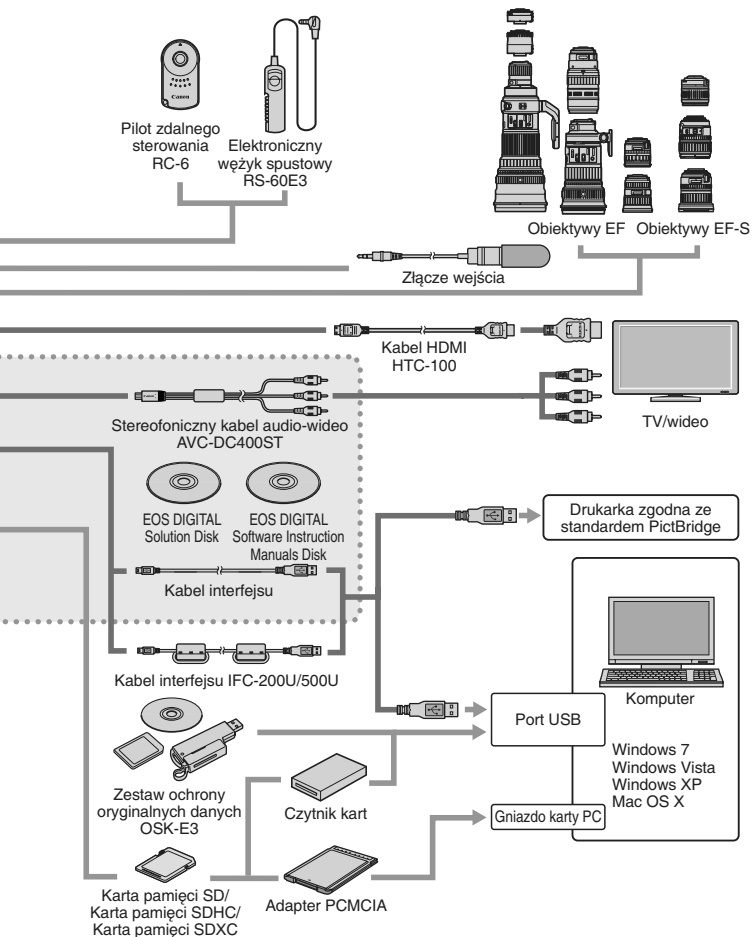 Canon
Pilot zdalnego
sterowania
RC-6
Elektroniczny
wężyk spustowy
RS-60E3
Obiektywy EF
Obiektywy EF-S
Złącze wejścia
Kabel HDMI
HTC-100
Stereofoniczny kabel audio-wideo
AVC-DC400ST
TV/wideo
EOS DIGITAL
Solution Disk
EOS DIGITAL
Software Instruction
Manuals Disk
Drukarka zgodna ze
standardem PictBridge
Kabel interfejsu
Kabel interfejsu IFC-200U/500U
Komputer
Port USB
Windows 7
Windows Vista
Windows XP
Mac OS X
Zestaw ochrony
oryginalnych danych
OSK-E3
Czytnik kart
Gniazdo karty PC
Karta pamięci SD/
Karta pamięci SDHC/
Karta pamięci SDXC
Adapter PCMCIA